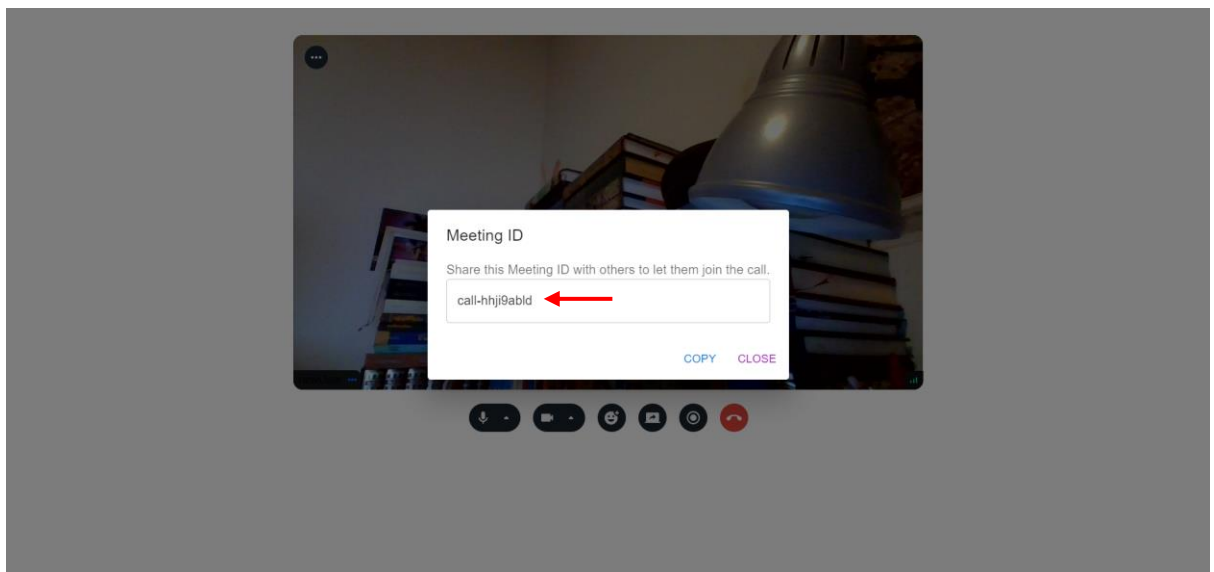 Meeting ID
Share this Meeting ID with others to let them join the call.
call-hhji9abld
COPY CLOSE